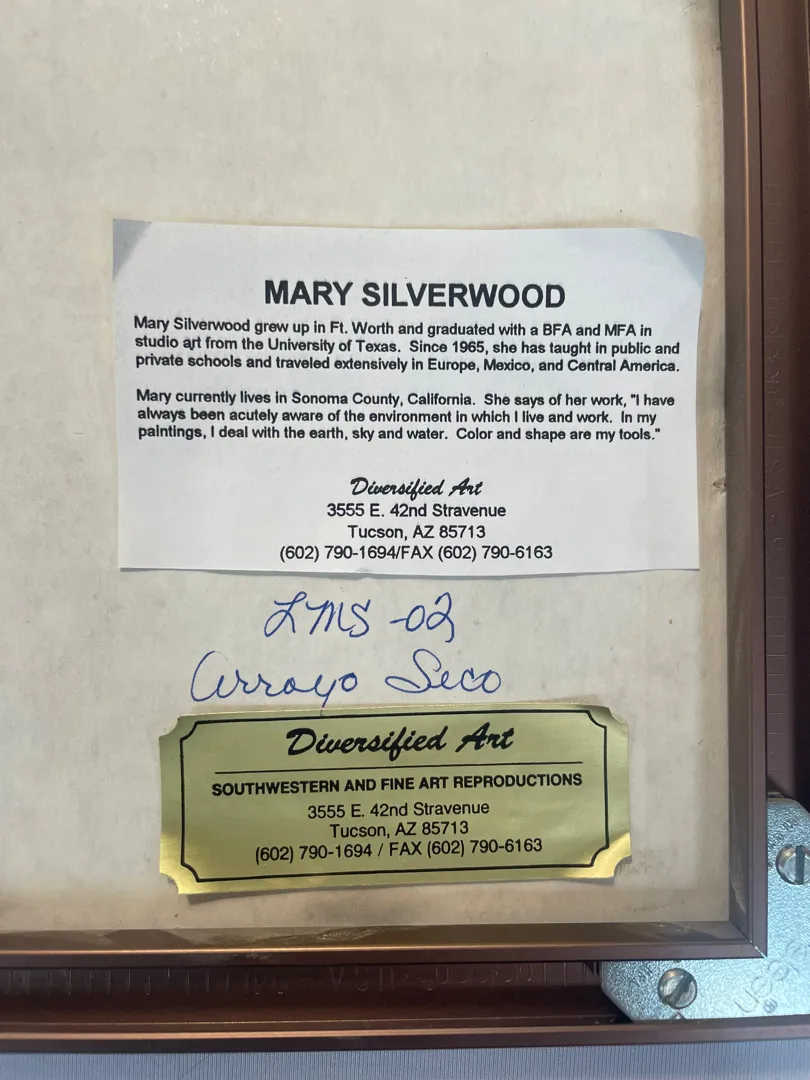 MARY SILVERWOOD
Mary Silverwood grew up in Ft. Worth and graduated with a BFA and MFA in
studio art from the University of Texas. Since 1965, she has taught in public and
private schools and traveled extensively in Europe, Mexico, and Central America.
Mary currently lives in Sonoma County, California. She says of her work, "I have
always been acutely aware of the environment in which I live and work. In my
paintings, I deal with the earth, sky and water. Color and shape are my tools."
Diversified Art
3555 E. 42nd Stravenue
Tucson, AZ 85713
(602) 790-1694/FAX (602) 790-6163
LMS -02
Arroyo Seco
Diversified Art
SOUTHWESTERN AND FINE ART REPRODUCTIONS
3555 E. 42nd Stravenue
Tucson, AZ 85713
(602) 790-1694 / FAX (602) 790-6163